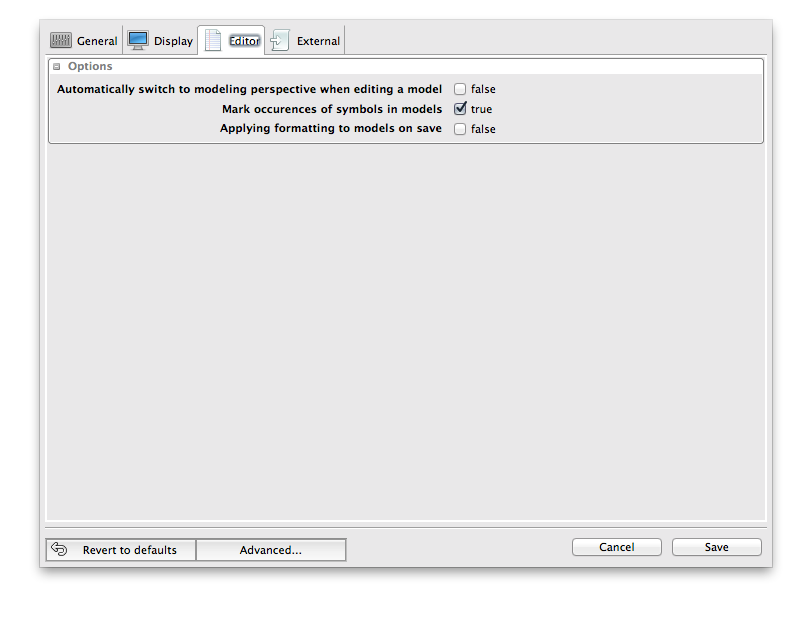 General Display Editor External
Options
Automatically switch to modeling perspective when editing a model false
Mark occurences of symbols in models true
Applying formatting to models on save false
Revert to defaults Advanced... Cancel Save